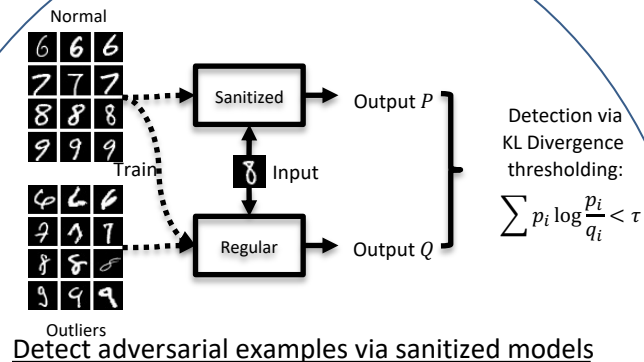 Normal
Sanitized
Output P
Train
Input
Regular
Output Q
Outliers
Detection via
KL Divergence
thresholding:
∑ p_i log p_i/q_i < τ
Detect adversarial examples via sanitized models